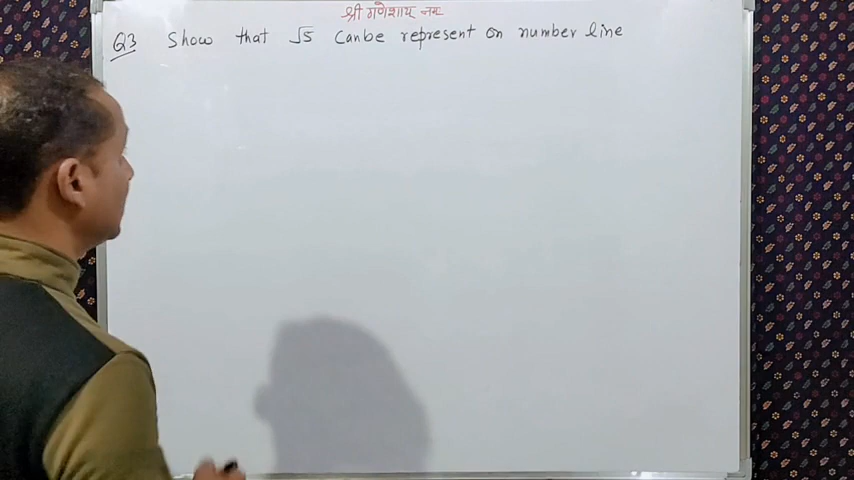 श्री गणेशाय नमः
Q3 Show that √5 canbe represent on number line